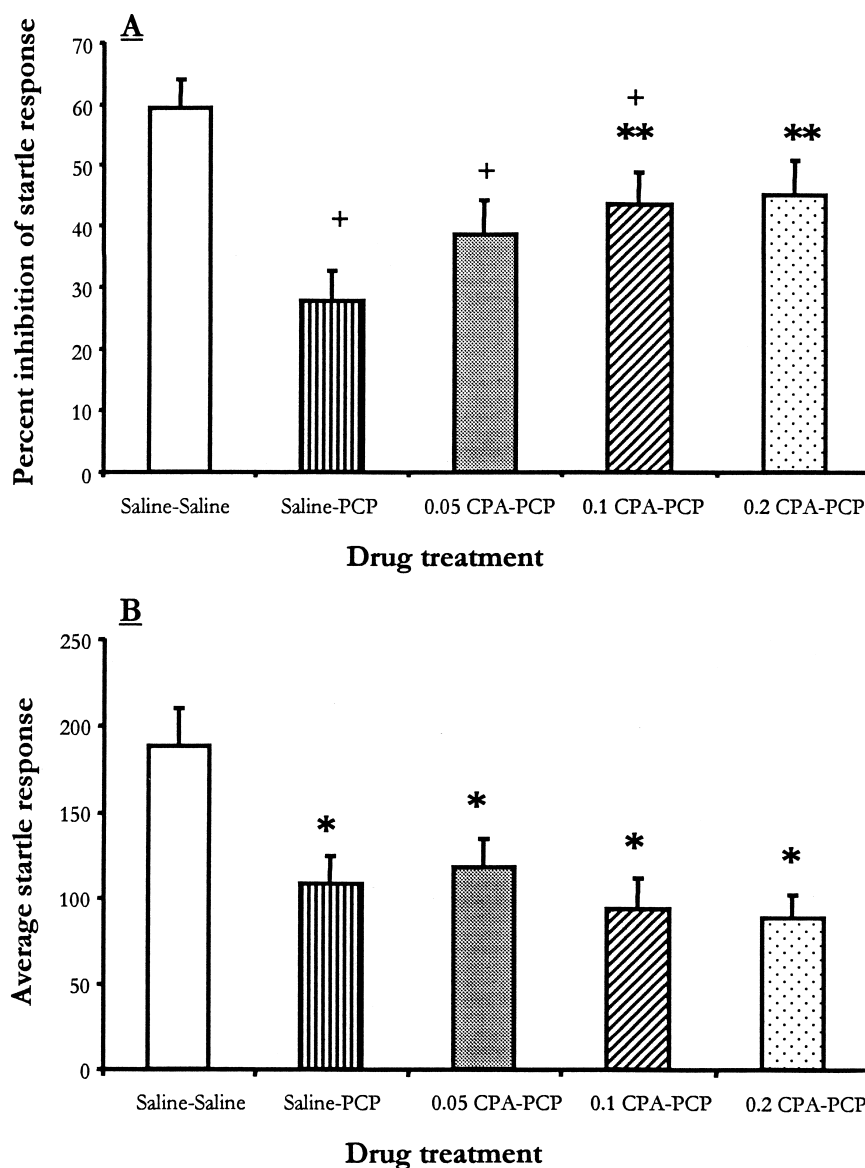 A
Percent inhibition of startle response
70
60
50
40
30
20
10
0
+
+
+
**
**
Saline-Saline Saline-PCP 0.05 CPA-PCP 0.1 CPA-PCP 0.2 CPA-PCP
Drug treatment
B
Average startle response
250
200
150
100
50
0
*
*
*
*
Saline-Saline Saline-PCP 0.05 CPA-PCP 0.1 CPA-PCP 0.2 CPA-PCP
Drug treatment